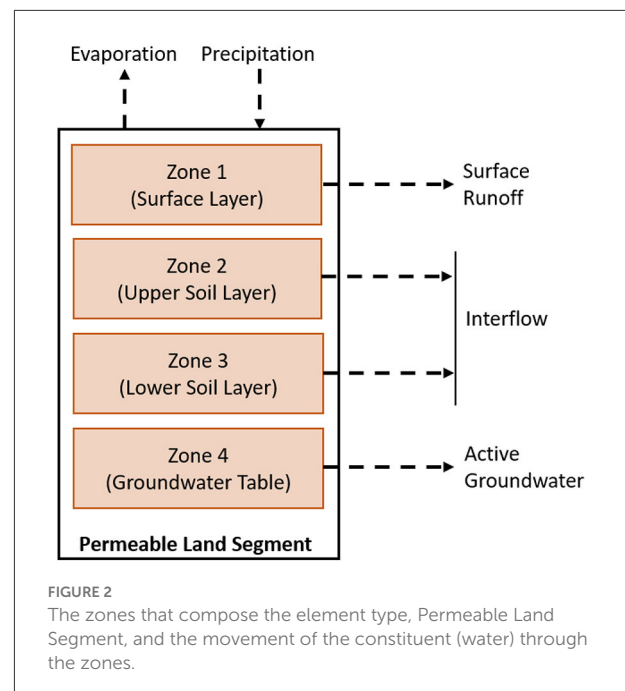 Evaporation
Precipitation
Zone 1
(Surface Layer)
Surface
Runoff
Zone 2
(Upper Soil Layer)
Interflow
Zone 3
(Lower Soil Layer)
Zone 4
(Groundwater Table)
Active
Groundwater
Permeable Land Segment
FIGURE 2
The zones that compose the element type, Permeable Land
Segment, and the movement of the constituent (water) through
the zones.